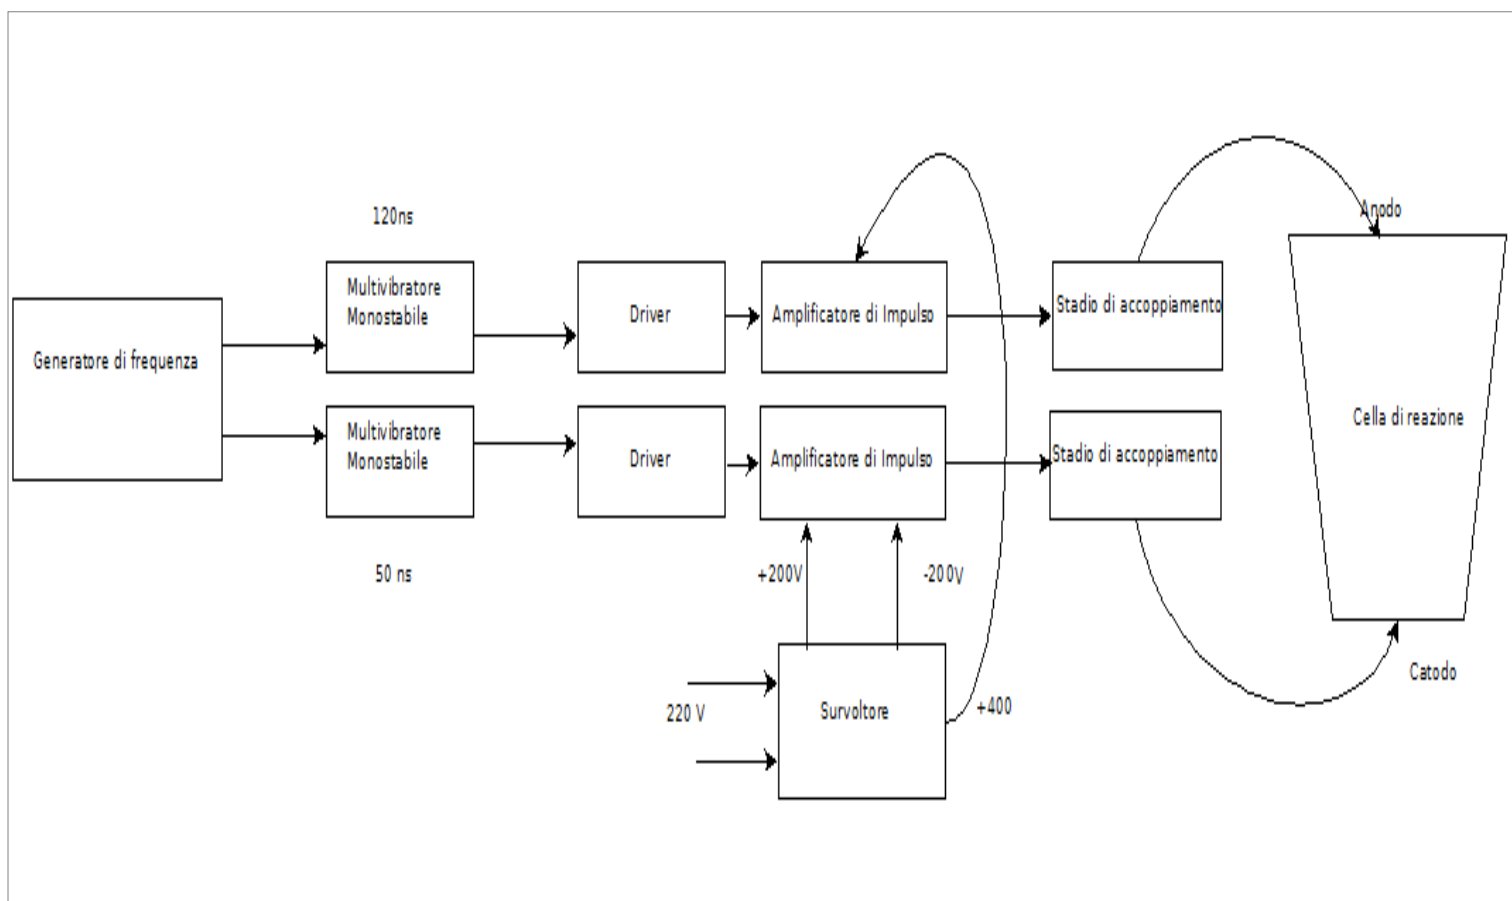 120ns
Anodo
Multivibratore
Monostabile
Driver
Amplificatore di Impulso
Stadio di accoppiamento
Generatore di frequenza
Cella di reazione
Multivibratore
Monostabile
Driver
Amplificatore di Impulso
Stadio di accoppiamento
50 ns
+200V
-200V
Catodo
220 V
Survoltore
+400